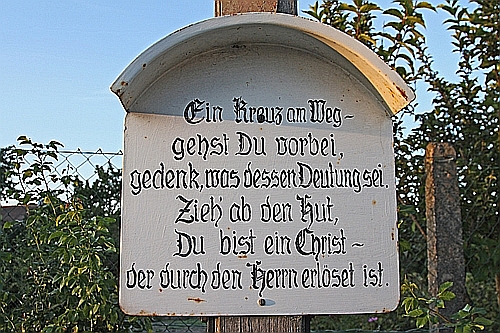 Ein Kreuz am Weg -
gehst Du vorbei,
gedenk, was dessen Deutung sei.
Zieh' ab den Hut,
Du bist ein Christ -
der durch den Herrn erlöset ist.